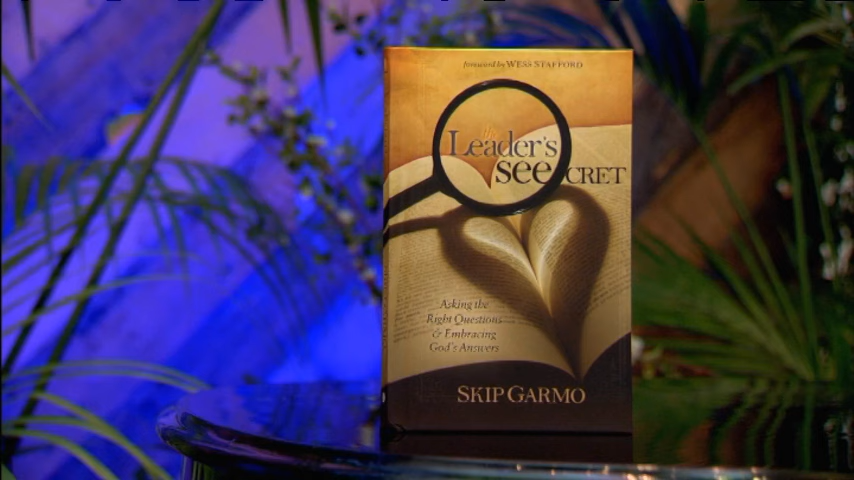 foreword by WESS STAFFORD
the
Leader's
seeCRET
Asking the
Right Questions
& Embracing
God's Answers
SKIP GARMO